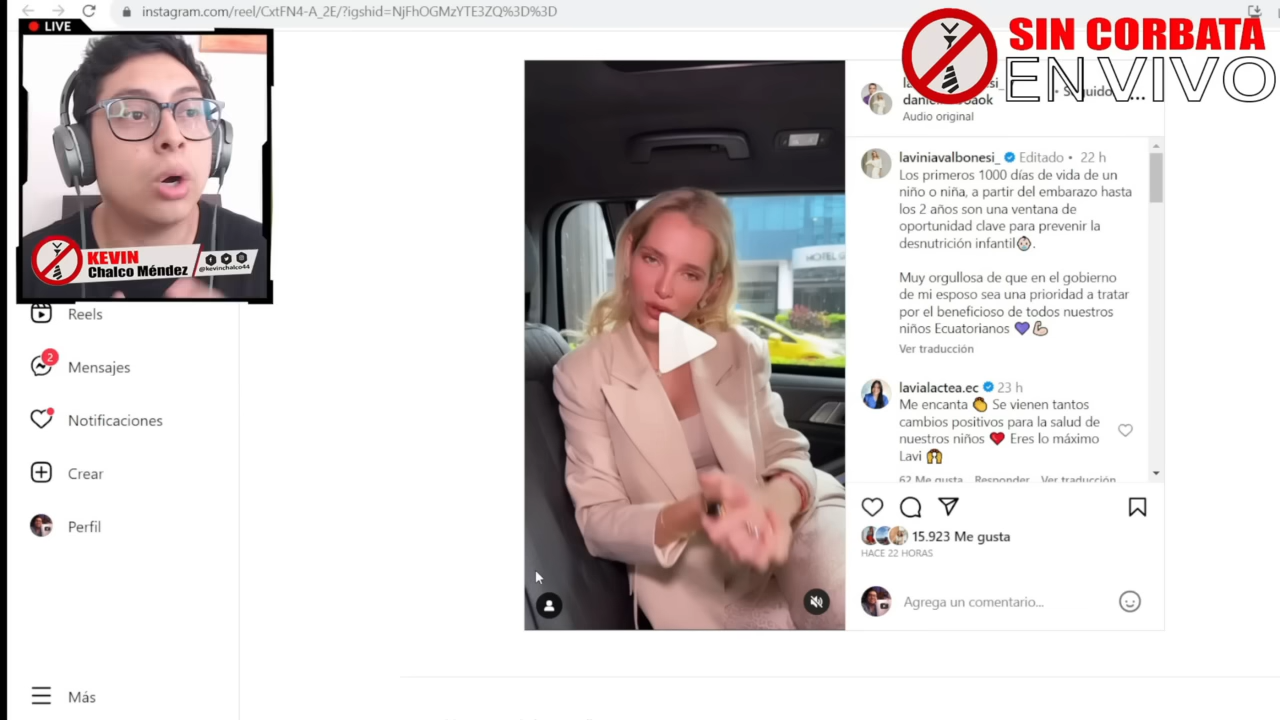 instagram.com/reel/CxtFN4-A_2E/?igshid=NjFhOGMzYTE3ZQ%3D%3D
LIVE
SIN CORBATA
EN VIVO
KEVIN
Chalco Méndez
@kevinchalco44
Reels
2
Mensajes
Notificaciones
Crear
Perfil
Más
HOTEL
Audio original
laviniavalbonesi_ Editado • 22 h
Los primeros 1000 días de vida de un
niño o niña, a partir del embarazo hasta
los 2 años son una ventana de
oportunidad clave para prevenir la
desnutrición infantil👶🏻.
Muy orgullosa de que en el gobierno
de mi esposo sea una prioridad a tratar
por el beneficioso de todos nuestros
niños Ecuatorianos 💜💪🏻
Ver traducción
lavialactea.ec 23 h
Me encanta 👏 Se vienen tantos
cambios positivos para la salud de
nuestros niños ❤️ Eres lo máximo
Lavi 🙌
62 Me gusta Responder Ver traducción
15.923 Me gusta
HACE 22 HORAS
Agrega un comentario...